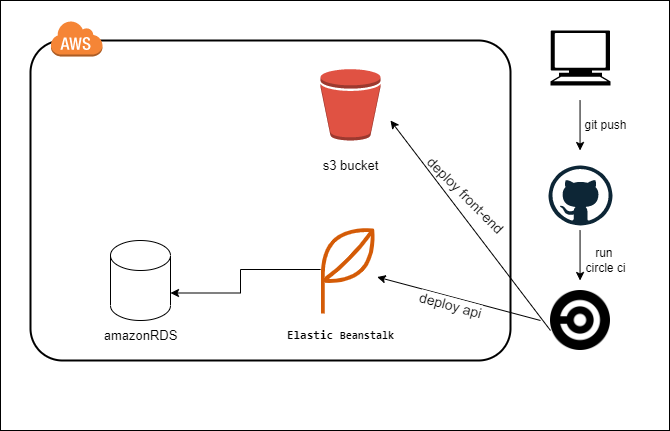 AWS
git push
s3 bucket
deploy front-end
run
circle ci
deploy api
amazonRDS
Elastic Beanstalk